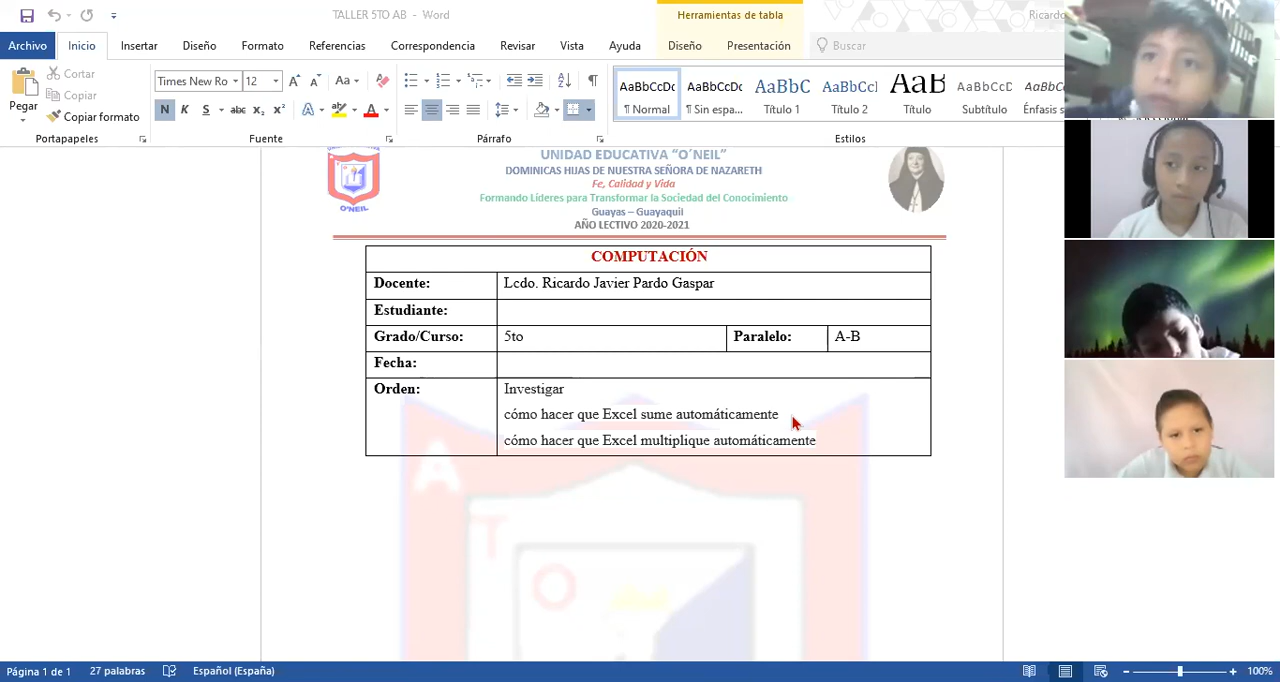 TALLER 5TO AB - Word
Herramientas de tabla
Ricardo
Archivo
Inicio
Insertar
Diseño
Formato
Referencias
Correspondencia
Revisar
Vista
Ayuda
Diseño
Presentación
Buscar
Pegar
Cortar
Copiar
Copiar formato
Portapapeles
Times New Ro
12
Aa
N K S abc x₂ x²
A
Fuente
Párrafo
AaBbCcDc
¶ Normal
AaBbCcDc
¶ Sin espa...
AaBbC
Título 1
AaBbCcI
Título 2
AaB
Título
AaBbCcD
Subtítulo
AaBbCc
Énfasis s
Estilos
UNIDAD EDUCATIVA “O´NEIL”
DOMINICAS HIJAS DE NUESTRA SEÑORA DE NAZARETH
Fe, Calidad y Vida
Formando Líderes para Transformar la Sociedad del Conocimiento
Guayas – Guayaquil
AÑO LECTIVO 2020-2021
O´NEIL
COMPUTACIÓN
Docente: Lcdo. Ricardo Javier Pardo Gaspar
Estudiante:
Grado/Curso: 5to Paralelo: A-B
Fecha:
Orden: Investigar
cómo hacer que Excel sume automáticamente
cómo hacer que Excel multiplique automáticamente
A
T
O
Página 1 de 1
27 palabras
Español (España)
100%